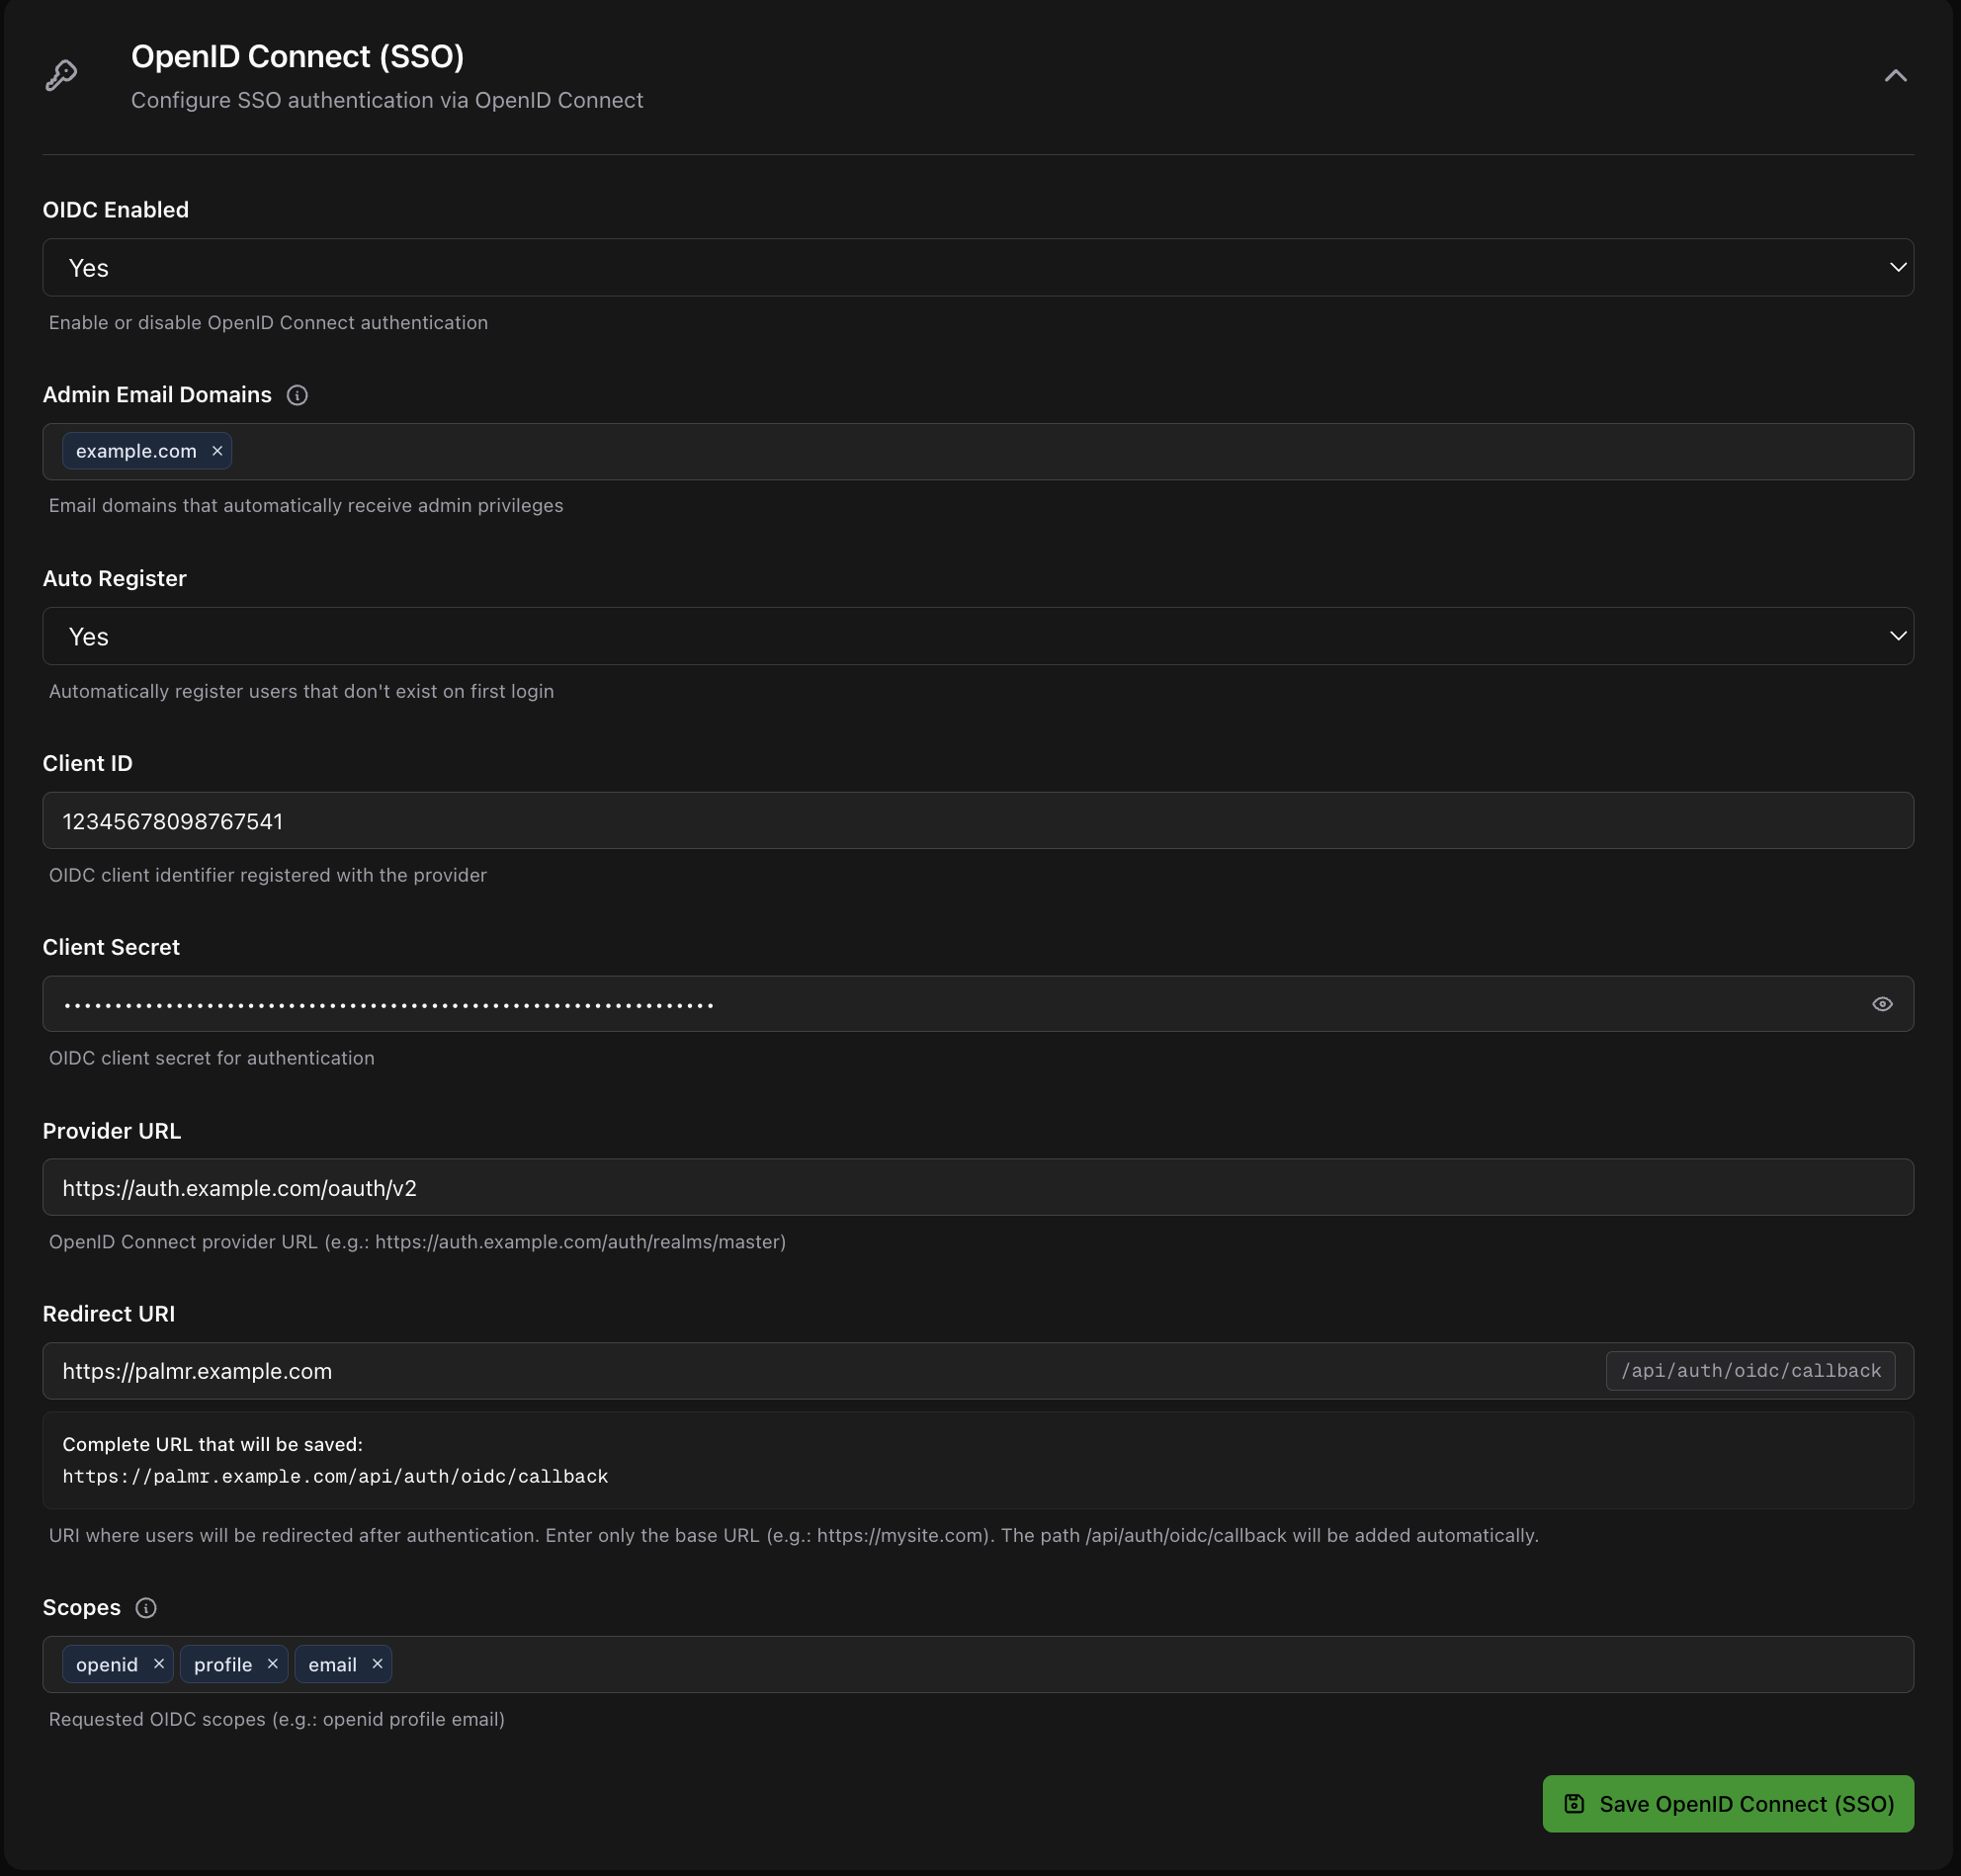 OpenID Connect (SSO)
Configure SSO authentication via OpenID Connect
OIDC Enabled
Yes
Enable or disable OpenID Connect authentication
Admin Email Domains
example.com ×
Email domains that automatically receive admin privileges
Auto Register
Yes
Automatically register users that don't exist on first login
Client ID
12345678098767541
OIDC client identifier registered with the provider
Client Secret
OIDC client secret for authentication
Provider URL
https://auth.example.com/oauth/v2
OpenID Connect provider URL (e.g.: https://auth.example.com/auth/realms/master)
Redirect URI
https://palmr.example.com /api/auth/oidc/callback
Complete URL that will be saved:
https://palmr.example.com/api/auth/oidc/callback
URI where users will be redirected after authentication. Enter only the base URL (e.g.: https://mysite.com). The path /api/auth/oidc/callback will be added automatically.
Scopes
openid × profile × email ×
Requested OIDC scopes (e.g.: openid profile email)
Save OpenID Connect (SSO)